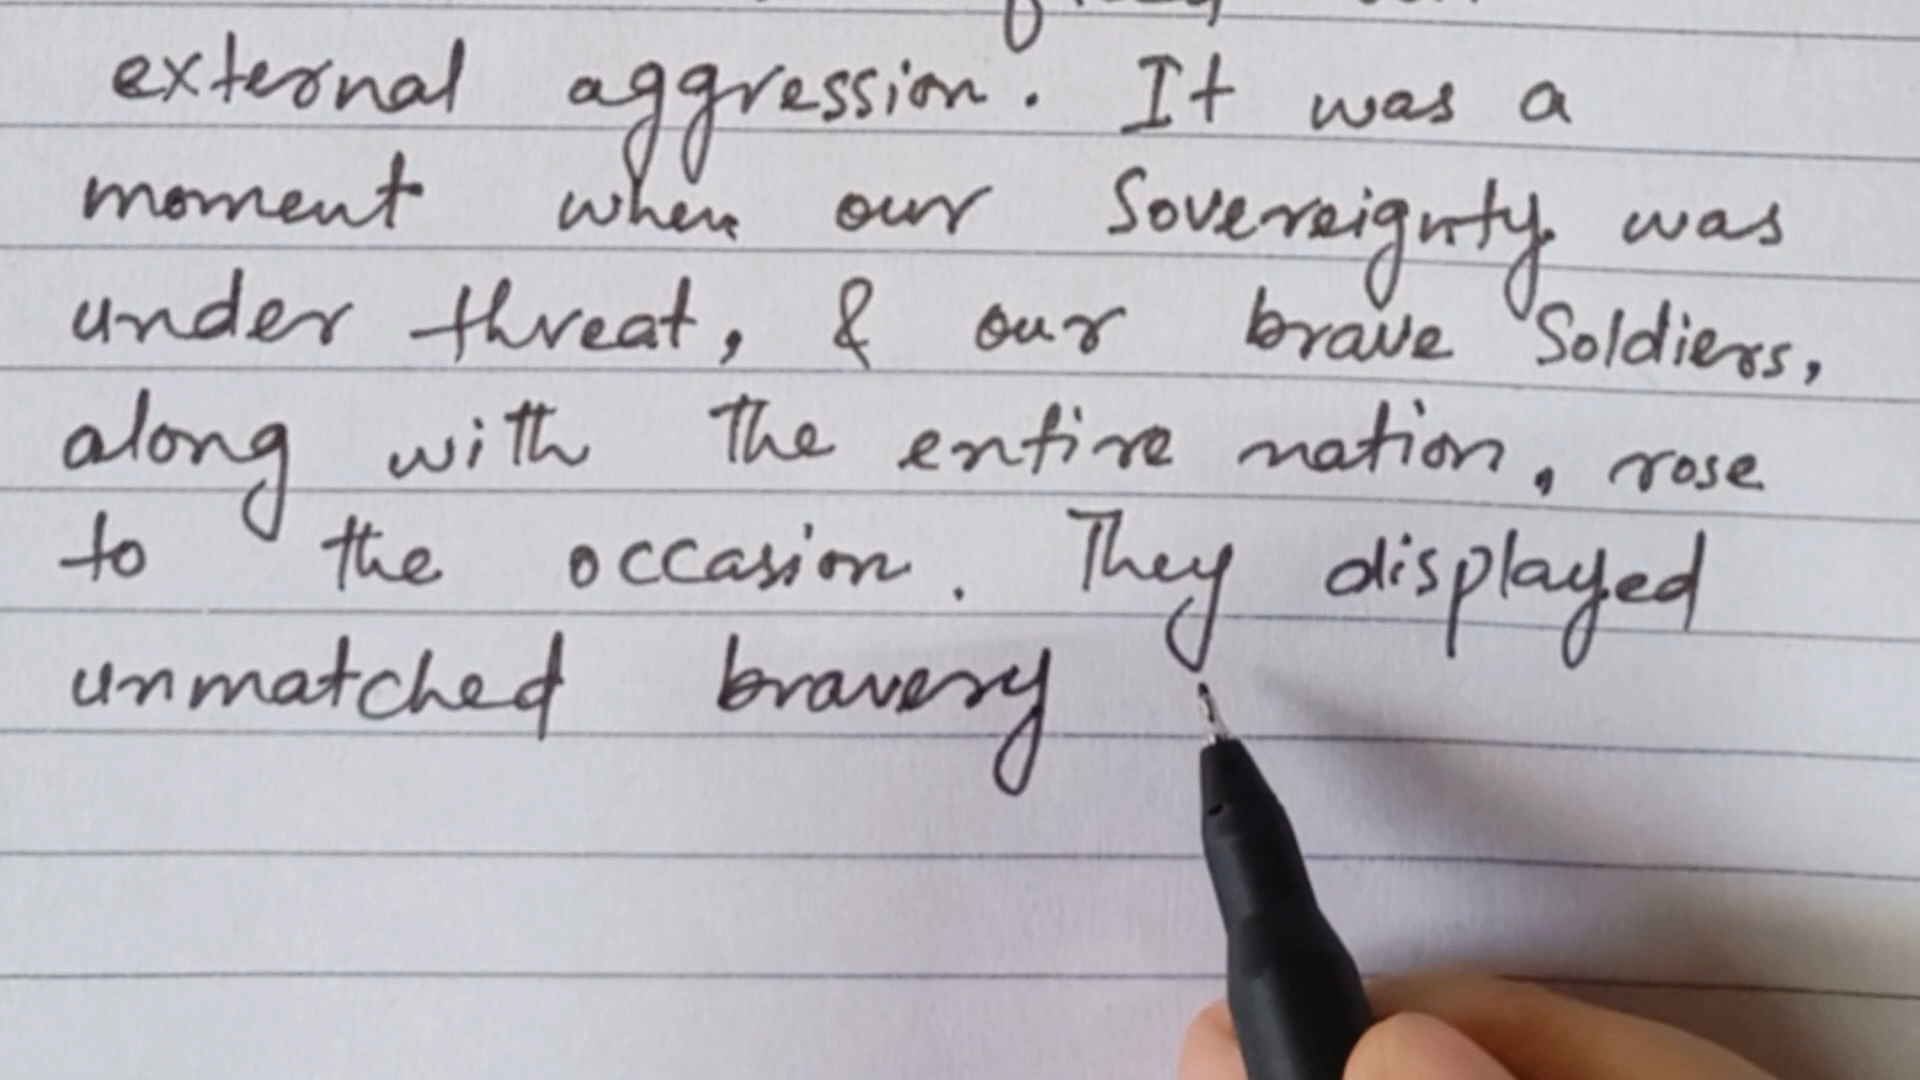 external aggression. It was a
moment when our Sovereignty was
under threat, & our brave Soldiers,
along with the entire nation, rose
to the occasion. They displayed
unmatched bravery